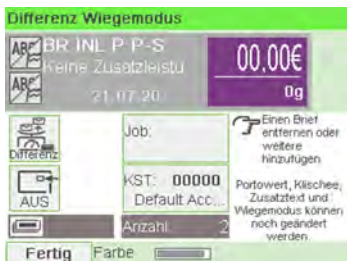 Differenz Wiegemodus
ABC
BR INL P P-S
Keine Zusatzleistu
ABC
21.07.20
00,00€
0g
Differenz
Job:
Einen Brief
entfernen oder
weitere
hinzufügen
AUS
KST: 00000
Default Acc...
Portowert, Klischee,
Zusatztext und
Wiegemodus können
noch geändert
werden.
Anzahl: 2
Fertig
Farbe